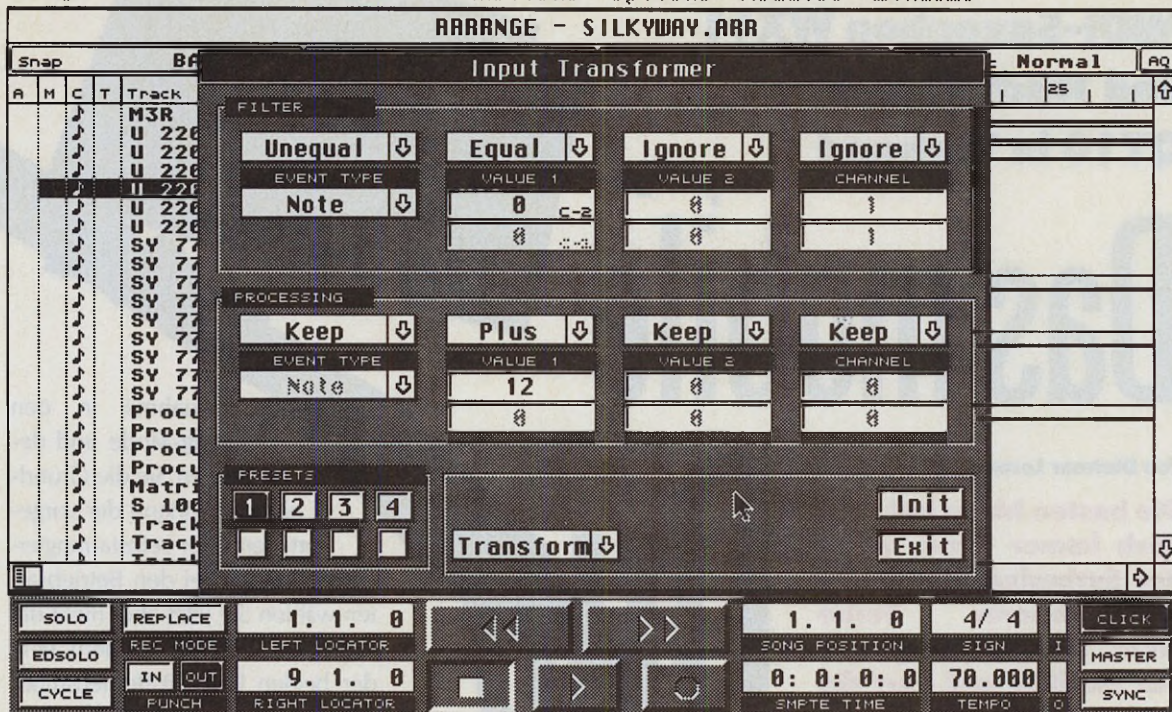 ARRRNGE - SILKYWAY.ARR
Snap
Normal
AQ
A M C T Track
25
M3R
U 220
U 220
U 220
U 220
U 220
U 220
SY 77
SY 77
SY 77
SY 77
SY 77
SY 77
SY 77
SY 77
SY 77
Procu
Procu
Procu
Procu
Matri
S 100
Track
Track
Input Transformer
FILTER
Unequal Equal Ignore Ignore
EVENT TYPE VALUE 1 VALUE 2 CHANNEL
Note 0 C-2 0 1
0 0 1
PROCESSING
Keep Plus Keep Keep
EVENT TYPE VALUE 1 VALUE 2 CHANNEL
Note 12 0 0
0 0 0
PRESETS
1 2 3 4
Transform
Init
Exit
SOLO REPLACE 1. 1. 0 1. 1. 0 4/ 4 CLICK
REC MODE LEFT LOCATOR SONG POSITION SIGN
EDSOLO MASTER
CYCLE IN OUT 9. 1. 0 0: 0: 0: 0 70.000 SYNC
PUNCH RIGHT LOCATOR SMPTE TIME TEMPO